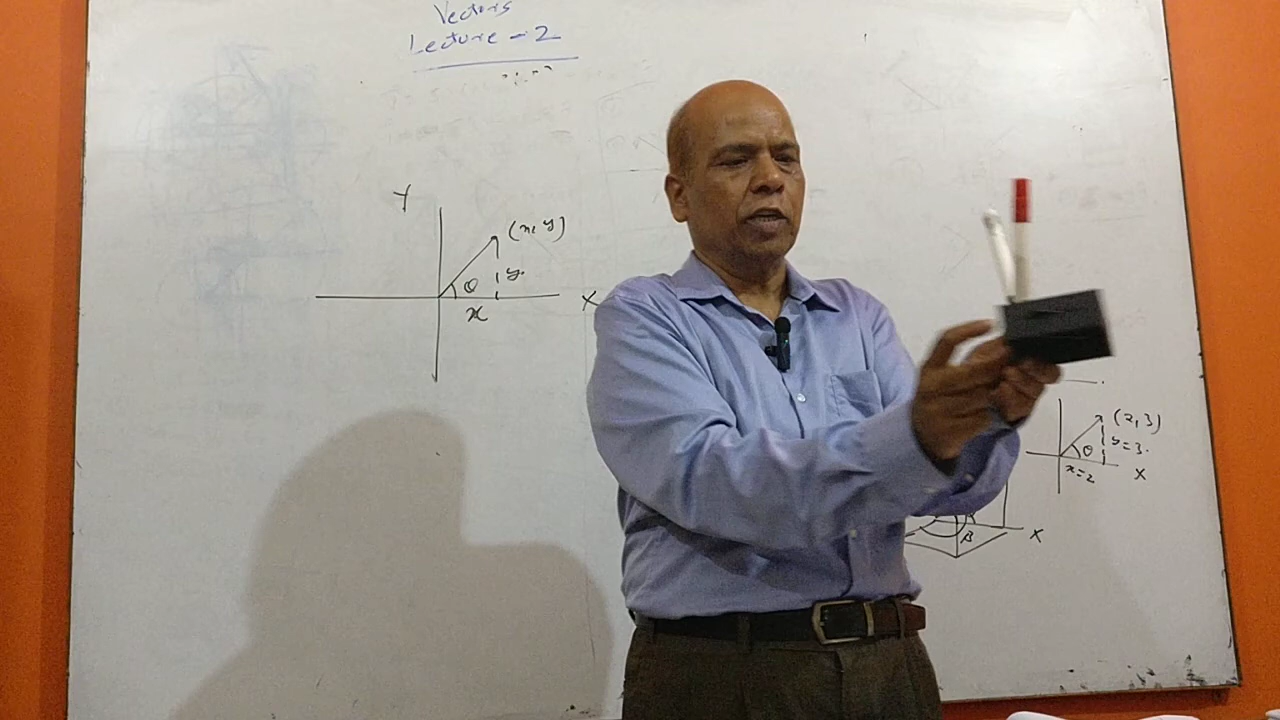 Vectors
Lecture - 2
Y
(x, y)
θ
y
x
X
(2, 3)
θ
y=3.
x=2
X
β
X